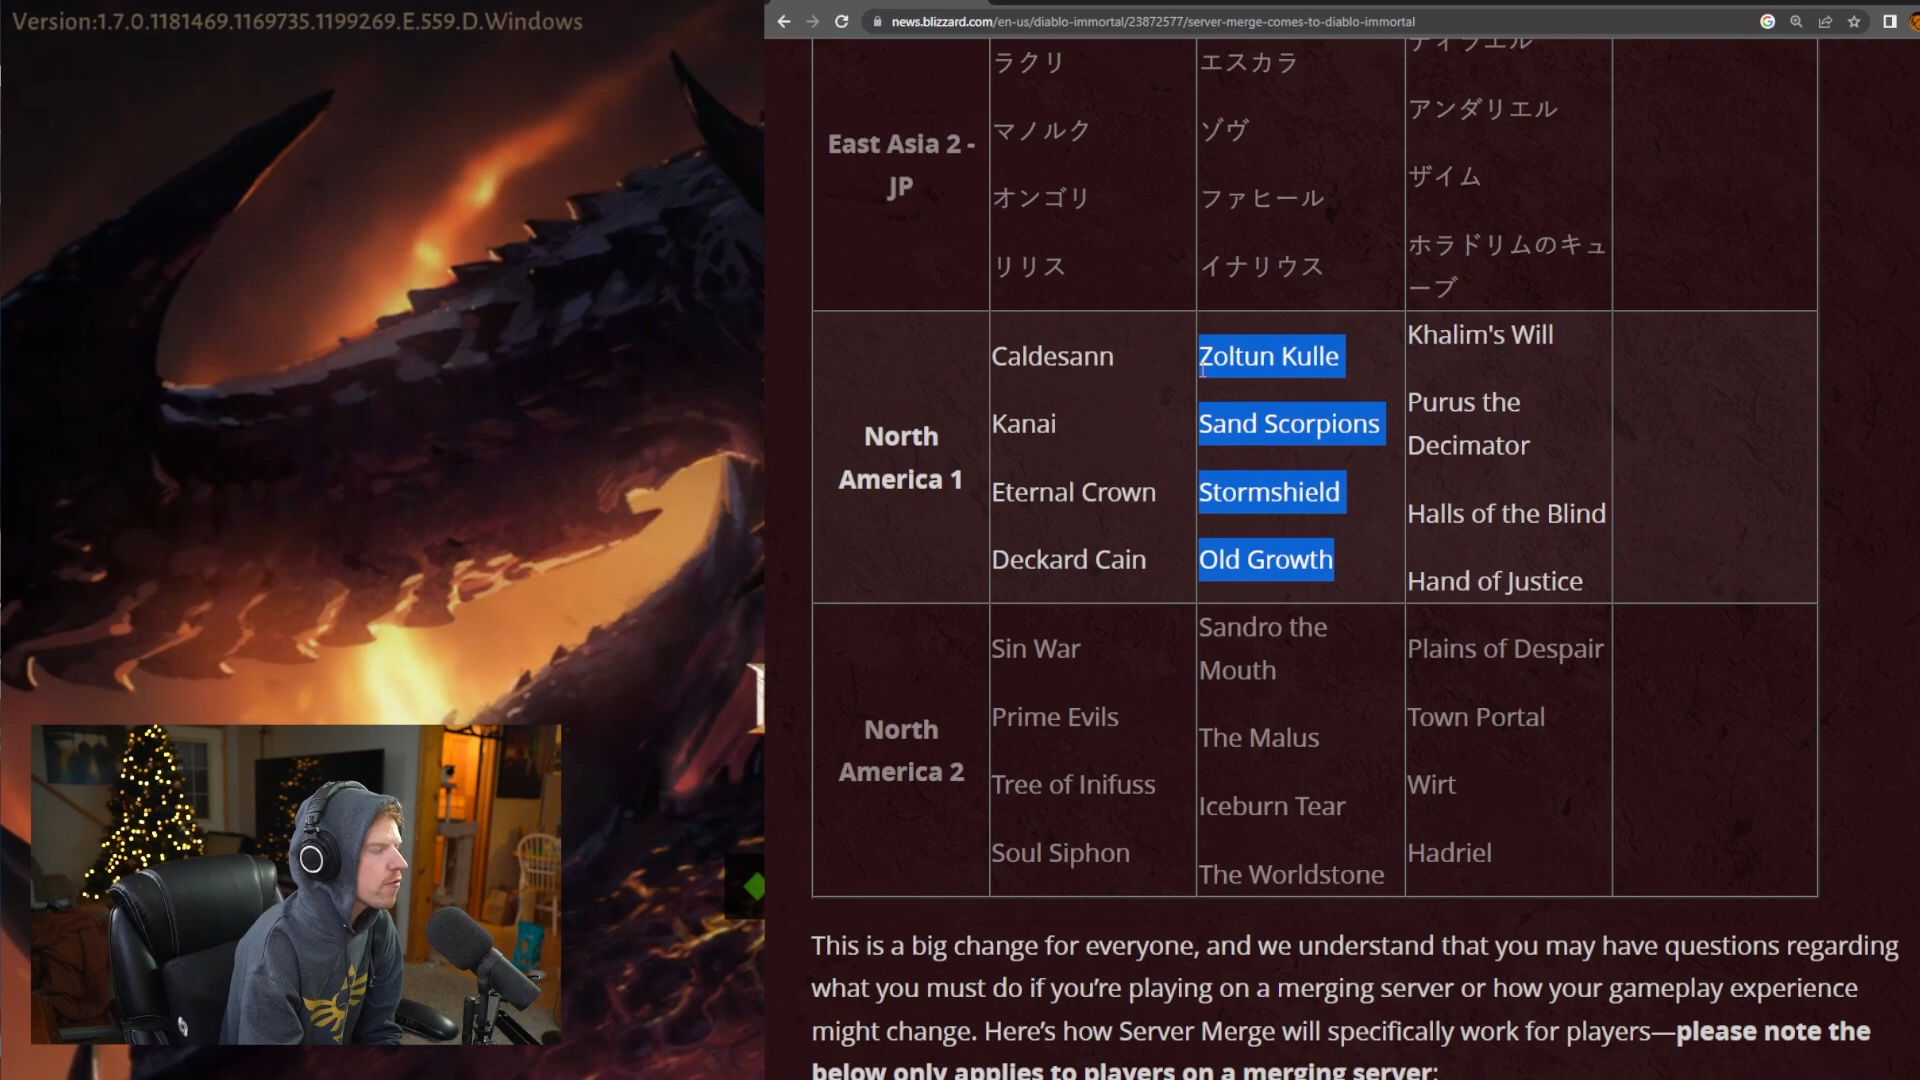 Version:1.7.0.1181469.1169735.1199269.E.559.D.Windows
news.blizzard.com/en-us/diablo-immortal/23872577/server-merge-comes-to-diablo-immortal
East Asia 2 -
JP
ラクリ
マノルク
オンゴリ
リリス
エスカラ
ゾヴ
ファヒール
イナリウス
ティラエル
アンダリエル
ザイム
ホラドリムのキュ
ーブ
North
America 1
Caldesann
Kanai
Eternal Crown
Deckard Cain
Zoltun Kulle
Sand Scorpions
Stormshield
Old Growth
Khalim's Will
Purus the
Decimator
Halls of the Blind
Hand of Justice
North
America 2
Sin War
Prime Evils
Tree of Inifuss
Soul Siphon
Sandro the
Mouth
The Malus
Iceburn Tear
The Worldstone
Plains of Despair
Town Portal
Wirt
Hadriel
This is a big change for everyone, and we understand that you may have questions regarding
what you must do if you’re playing on a merging server or how your gameplay experience
might change. Here’s how Server Merge will specifically work for players—please note the
below only applies to players on a merging server: